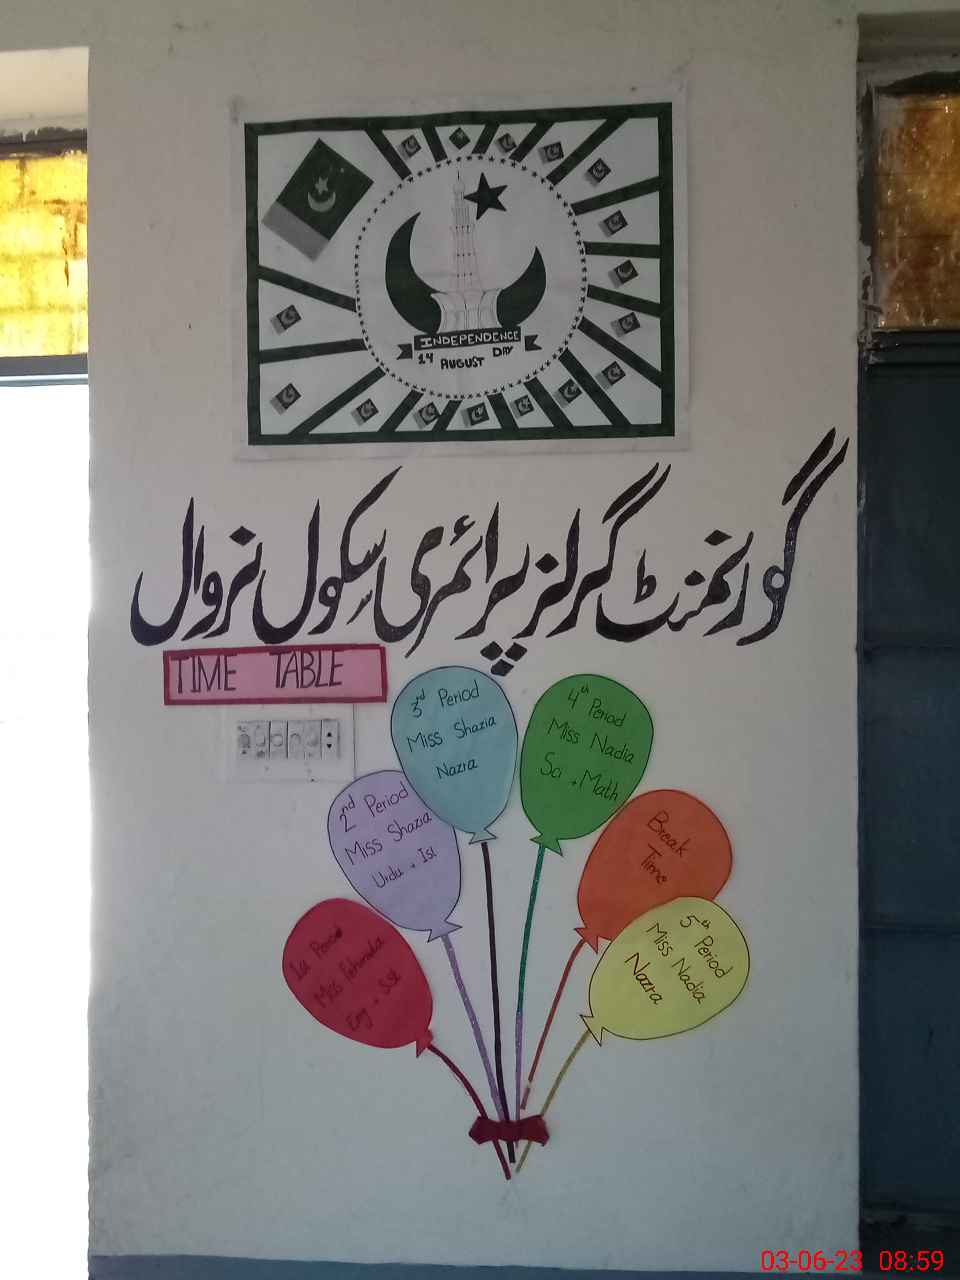 INDEPENDENCE
14 AUGUST DAY
گورنمنٹ گرلز پرائمری سکول نروال
TIME TABLE
1st Period
Miss
Eng + Sst
2nd Period
Miss Shazia
Urdu + Isl
3rd Period
Miss Shazia
Nazra
4th Period
Miss Nadia
Sci + Math
Break
Time
5th Period
Miss Nadia
Nazra
03-06-23 08:59